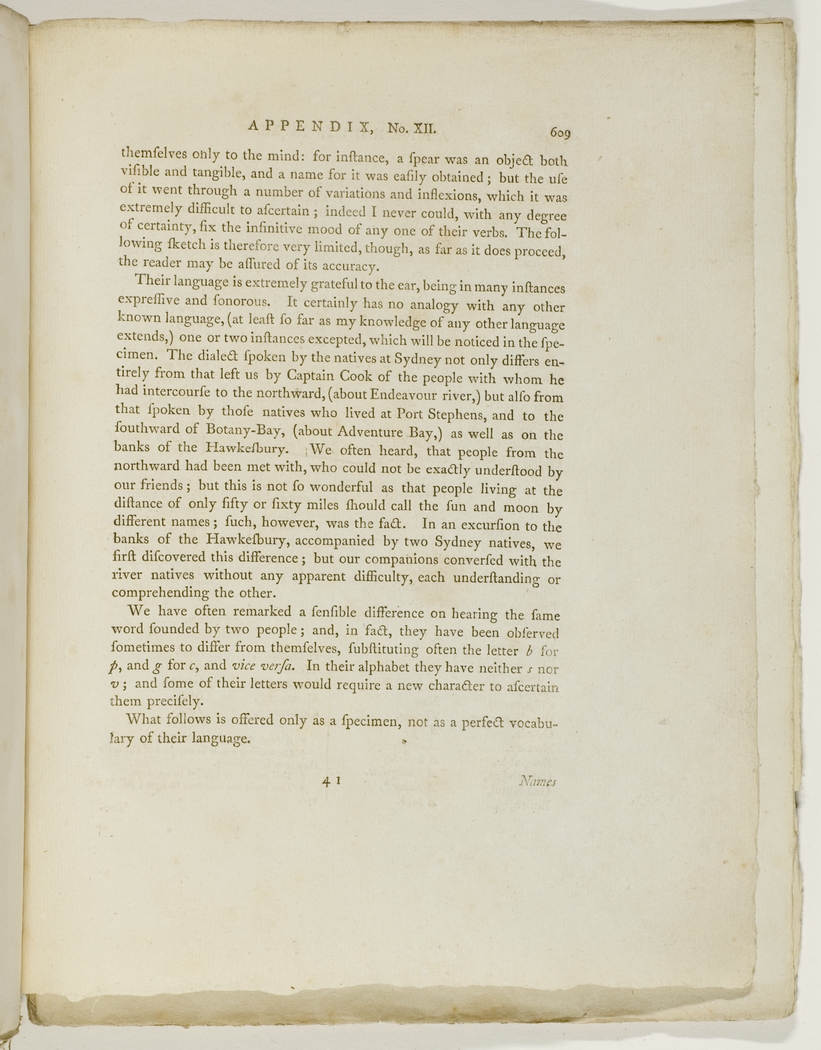 APPENDIX, No. XII. 609
themſelves only to the mind: for inſtance, a ſpear was an object both
viſible and tangible, and a name for it was eaſily obtained; but the uſe
of it went through a number of variations and inflexions, which it was
extremely difficult to aſcertain; indeed I never could, with any degree
of certainty, fix the infinitive mood of any one of their verbs. The fol-
lowing ſketch is therefore very limited, though, as far as it does proceed,
the reader may be aſſured of its accuracy.
Their language is extremely grateful to the ear, being in many inſtances
expreſſive and ſonorous. It certainly has no analogy with any other
known language, (at leaſt ſo far as my knowledge of any other language
extends,) one or two inſtances excepted, which will be noticed in the ſpe-
cimen. The dialect ſpoken by the natives at Sydney not only differs en-
tirely from that left us by Captain Cook of the people with whom he
had intercourſe to the northward, (about Endeavour river,) but alſo from
that ſpoken by thoſe natives who lived at Port Stephens, and to the
ſouthward of Botany-Bay, (about Adventure Bay,) as well as on the
banks of the Hawkeſbury. We often heard, that people from the
northward had been met with, who could not be exactly underſtood by
our friends; but this is not ſo wonderful as that people living at the
diſtance of only fifty or ſixty miles ſhould call the ſun and moon by
different names; ſuch, however, was the fact. In an excurſion to the
banks of the Hawkeſbury, accompanied by two Sydney natives, we
firſt diſcovered this difference; but our companions converſed with the
river natives without any apparent difficulty, each underſtanding or
comprehending the other.
We have often remarked a ſenſible difference on hearing the ſame
word ſounded by two people; and, in fact, they have been obſerved
ſometimes to differ from themſelves, ſubſtituting often the letter b for
p, and g for c, and vice verſa. In their alphabet they have neither s nor
v; and ſome of their letters would require a new character to aſcertain
them preciſely.
What follows is offered only as a ſpecimen, not as a perfect vocabu-
lary of their language.
4 I Names